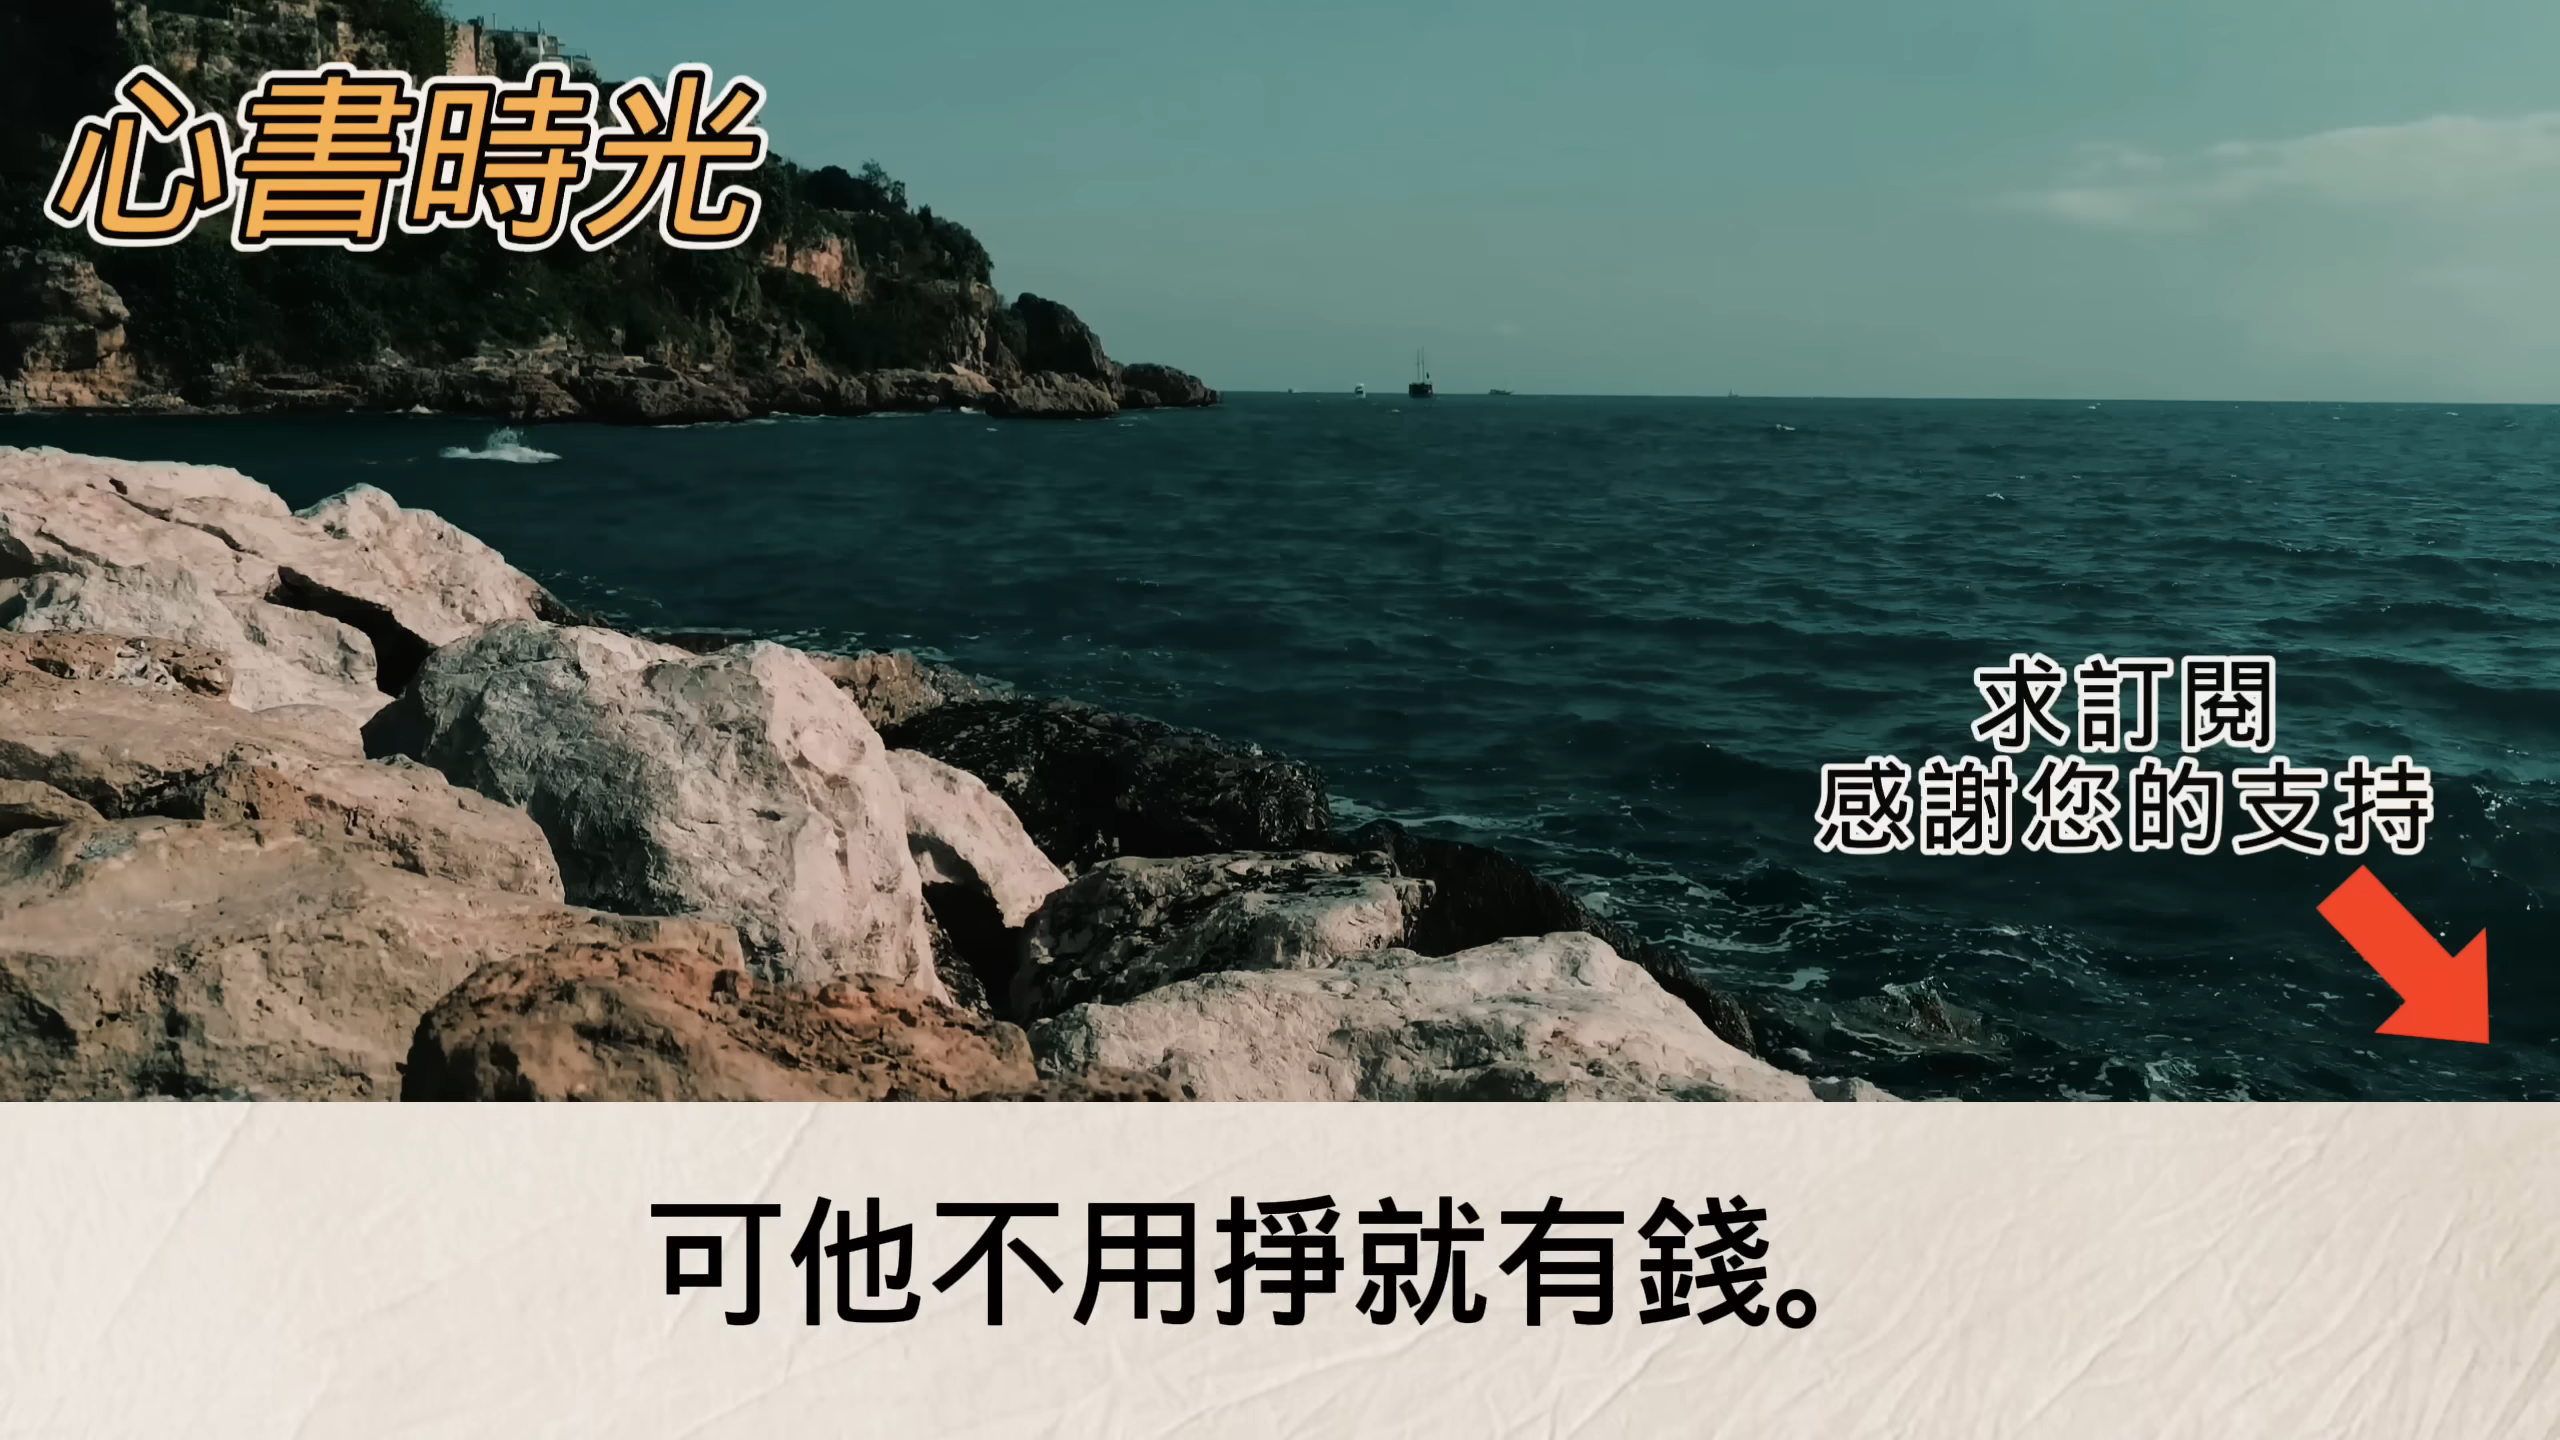 心書時光
求訂閱
感謝您的支持
可他不用掙就有錢。